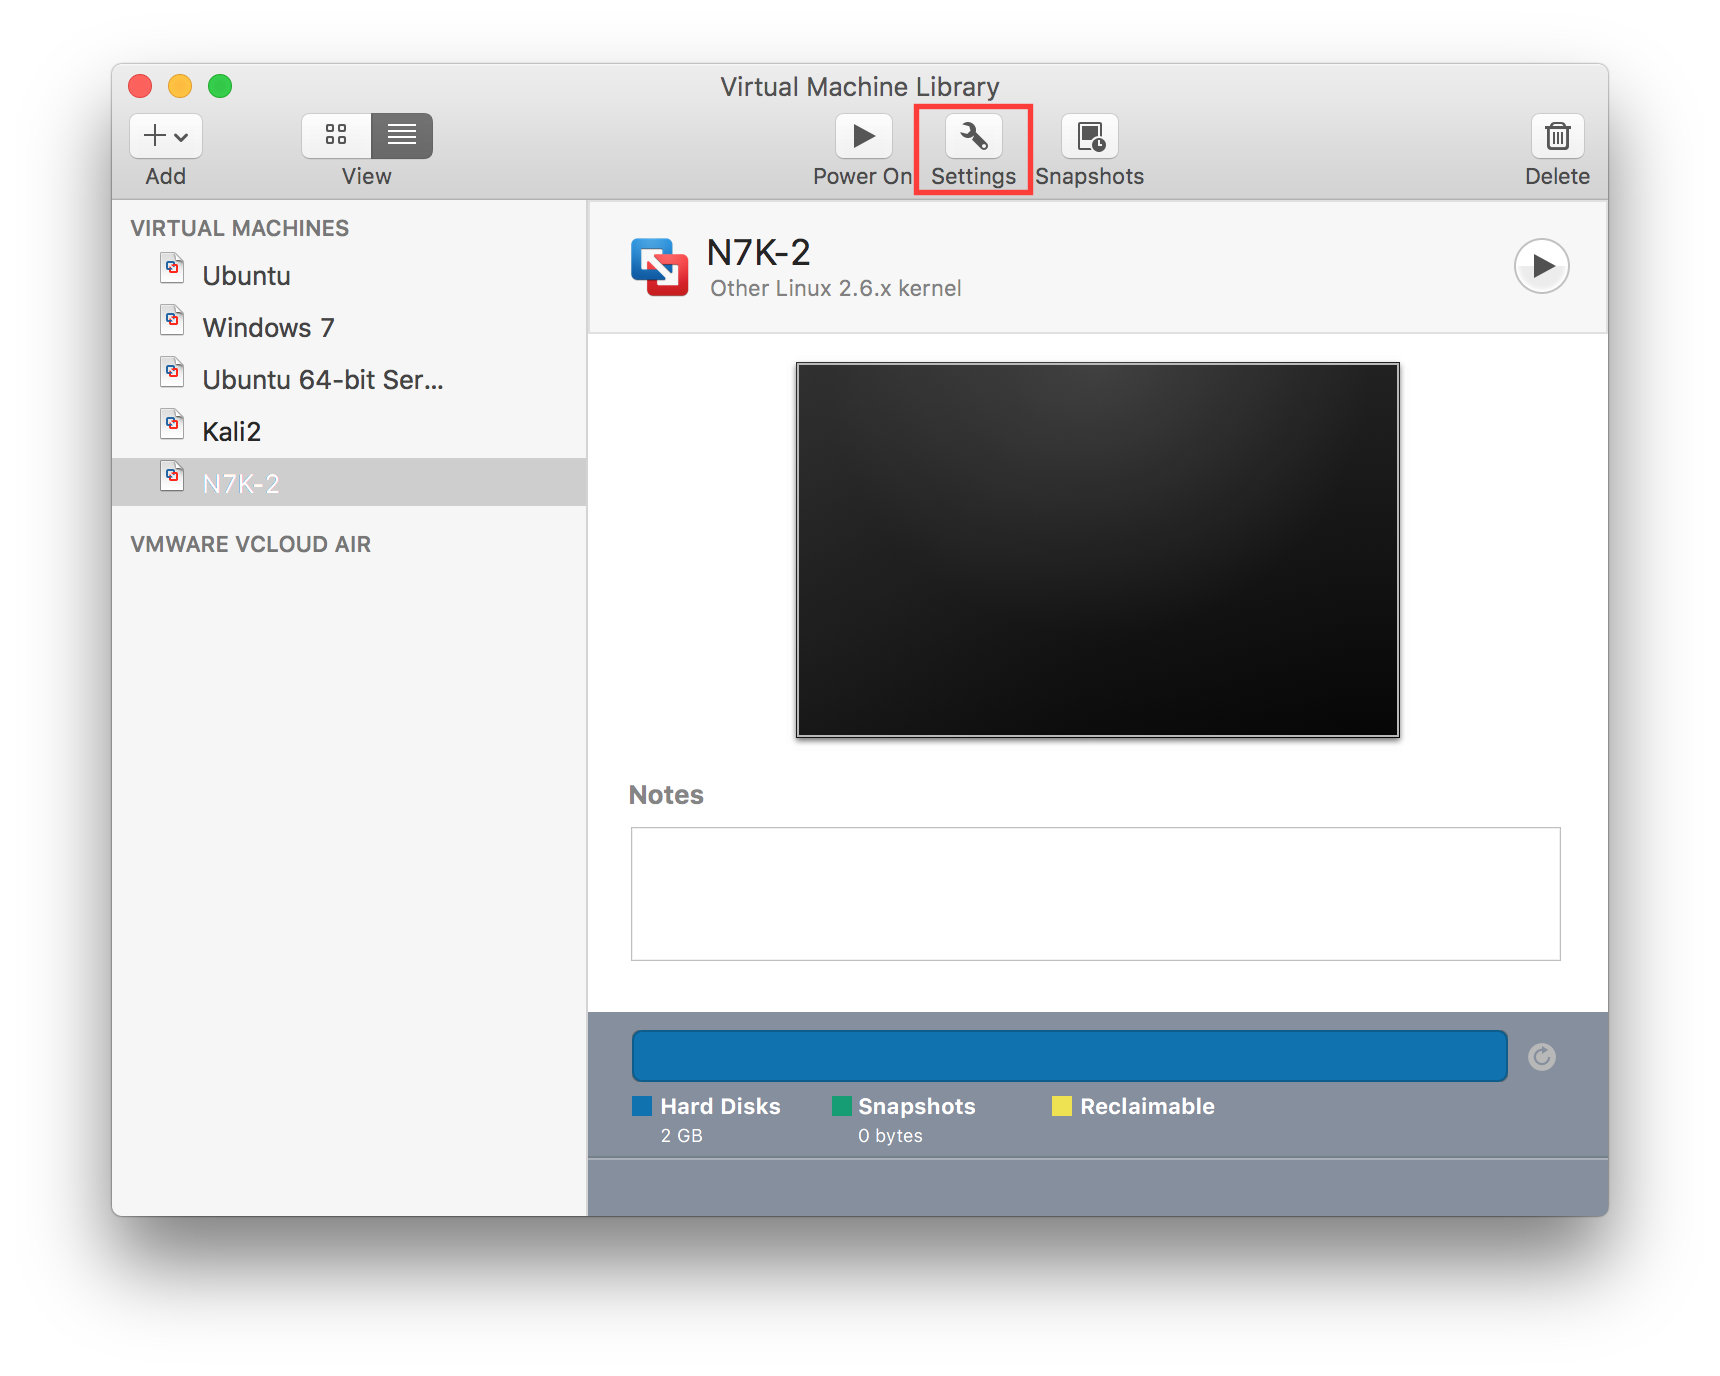 Virtual Machine Library
Add
View
Power On
Settings
Snapshots
Delete
VIRTUAL MACHINES
Ubuntu
Windows 7
Ubuntu 64-bit Ser...
Kali2
N7K-2
VMWARE VCLOUD AIR
N7K-2
Other Linux 2.6.x kernel
Notes
Hard Disks
2 GB
Snapshots
0 bytes
Reclaimable